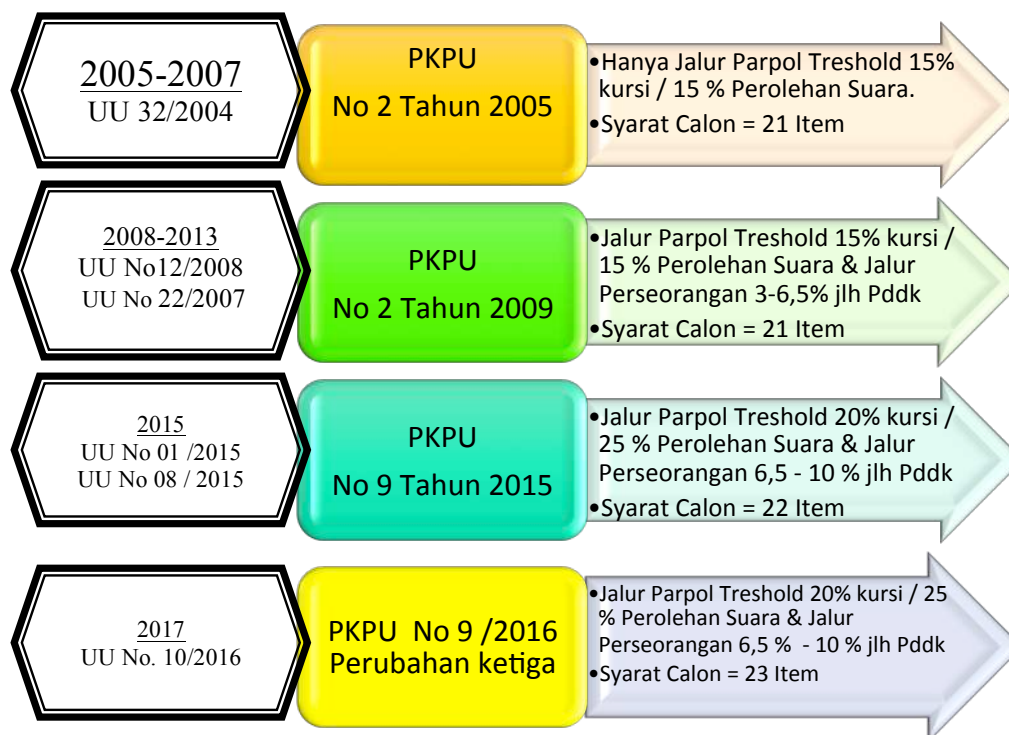 2005-2007
UU 32/2004
PKPU
No 2 Tahun 2005
•Hanya Jalur Parpol Treshold 15%
kursi / 15 % Perolehan Suara.
•Syarat Calon = 21 Item
2008-2013
UU No12/2008
UU No 22/2007
PKPU
No 2 Tahun 2009
•Jalur Parpol Treshold 15% kursi /
15 % Perolehan Suara & Jalur
Perseorangan 3-6,5% jlh Pddk
•Syarat Calon = 21 Item
2015
UU No 01 /2015
UU No 08 / 2015
PKPU
No 9 Tahun 2015
•Jalur Parpol Treshold 20% kursi /
25 % Perolehan Suara & Jalur
Perseorangan 6,5 - 10 % jlh Pddk
•Syarat Calon = 22 Item
2017
UU No. 10/2016
PKPU No 9 /2016
Perubahan ketiga
•Jalur Parpol Treshold 20% kursi / 25
% Perolehan Suara & Jalur
Perseorangan 6,5 % - 10 % jlh Pddk
•Syarat Calon = 23 Item